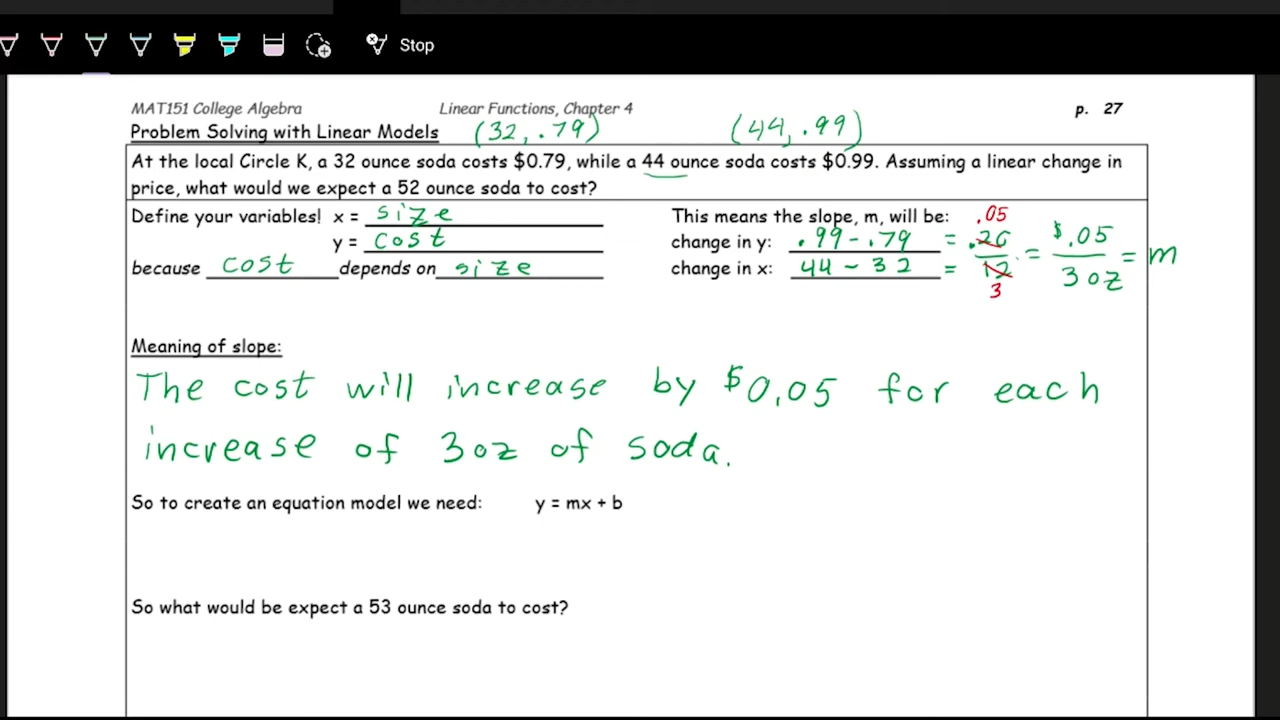 Stop
MAT151 College Algebra Linear Functions, Chapter 4 p. 27
Problem Solving with Linear Models (32, .79) (44, .99)
At the local Circle K, a 32 ounce soda costs $0.79, while a 44 ounce soda costs $0.99. Assuming a linear change in
price, what would we expect a 52 ounce soda to cost?
Define your variables! x = size
y = cost
because cost depends on size
This means the slope, m, will be: .05
change in y: .99 - .79 = .20 = $.05 = m
change in x: 44 - 32 = 12 3 oz
3
Meaning of slope:
The cost will increase by $0.05 for each
increase of 3oz of soda.
So to create an equation model we need: y = mx + b
So what would be expect a 53 ounce soda to cost?